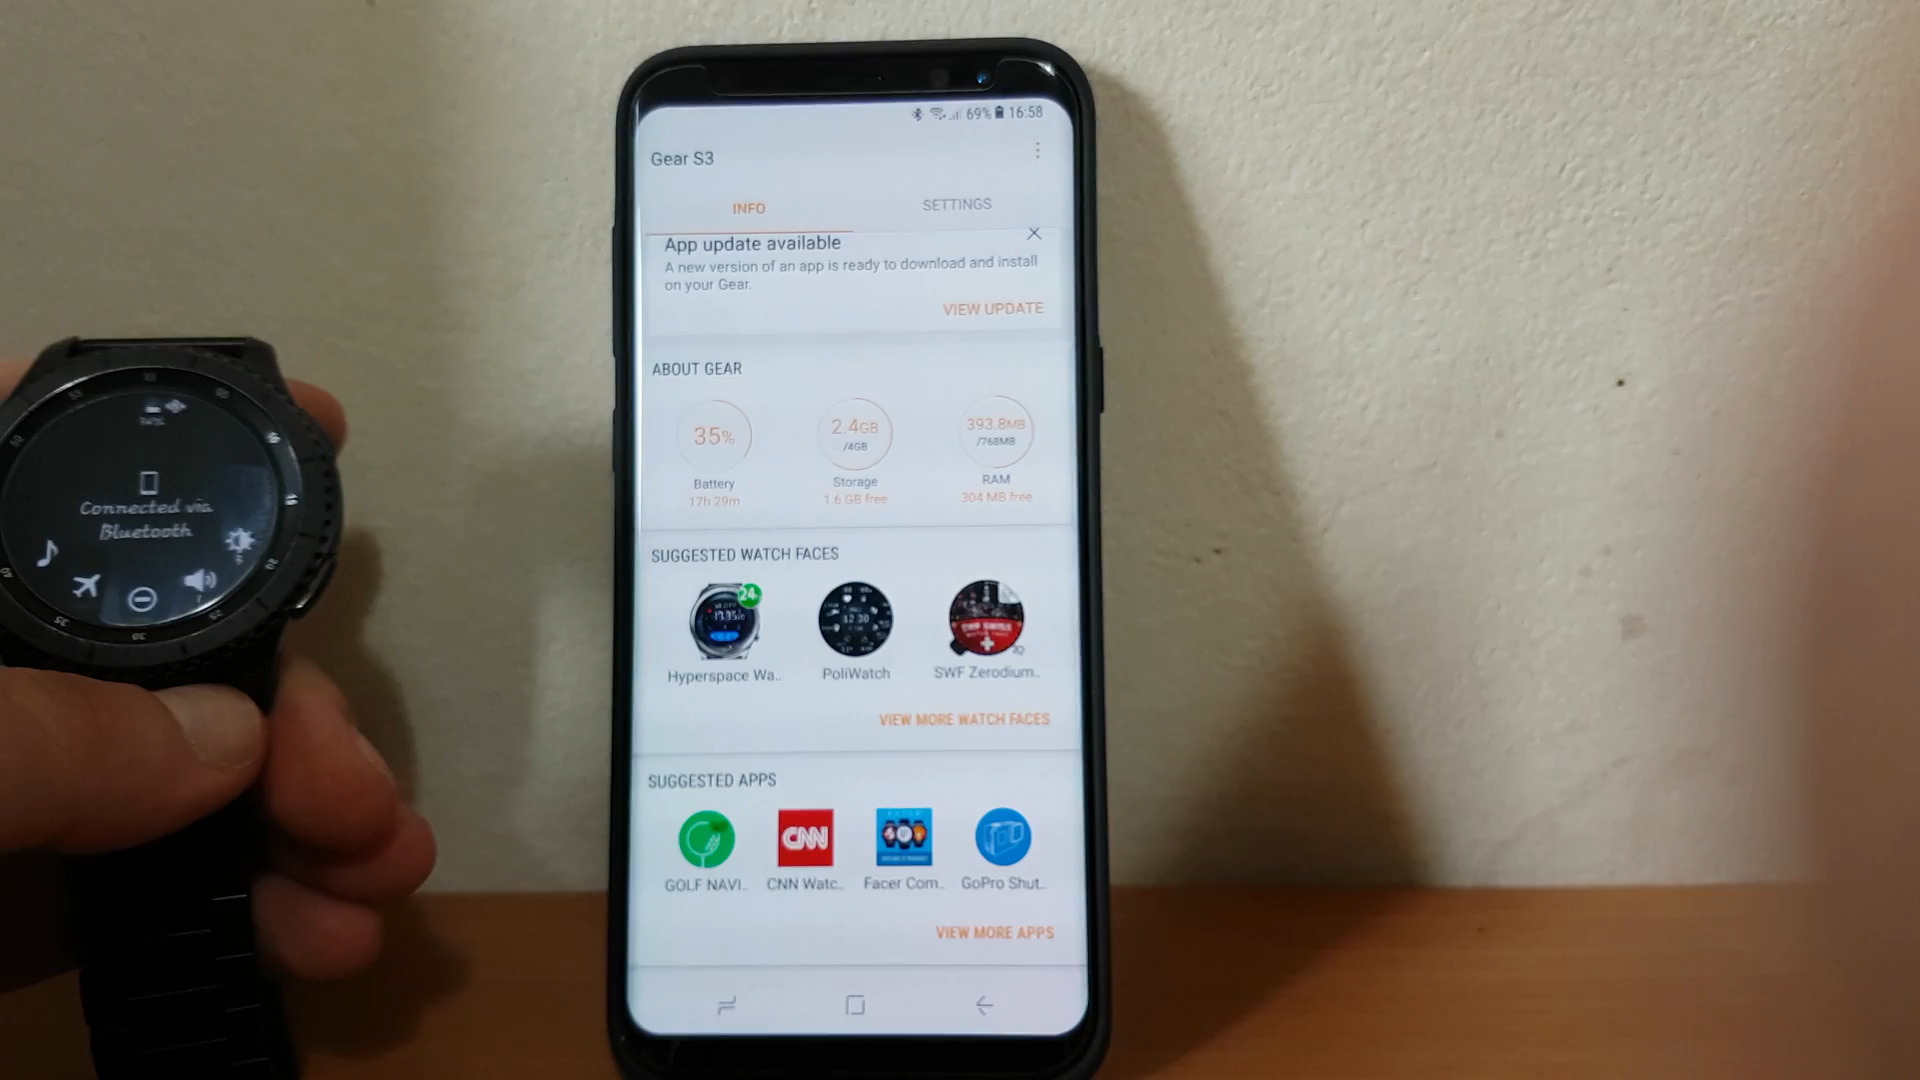 69% 16:58
Gear S3
INFO SETTINGS
App update available
A new version of an app is ready to download and install
on your Gear.
VIEW UPDATE
ABOUT GEAR
35% 2.4GB 393.8MB
/4GB /768MB
Battery Storage RAM
17h 29m 1.6 GB free 304 MB free
SUGGESTED WATCH FACES
24
12 30
Hyperspace Wa.. PoliWatch SWF Zerodium..
VIEW MORE WATCH FACES
SUGGESTED APPS
CNN
GOLF NAVI.. CNN Watc.. Facer Com.. GoPro Shut..
VIEW MORE APPS
Connected via
Bluetooth